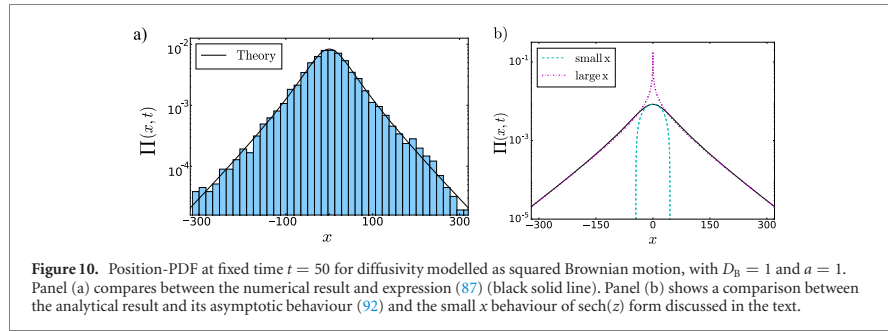 a)
Theory
10^{-2}
10^{-3}
10^{-4}
Π(x, t)
−300
−100
100
300
x
b)
small x
large x
10^{-1}
10^{-3}
10^{-5}
Π(x, t)
−300
−150
0
150
300
x
Figure 10. Position-PDF at fixed time t = 50 for diffusivity modelled as squared Brownian motion, with D_B = 1 and a = 1.
Panel (a) compares between the numerical result and expression (87) (black solid line). Panel (b) shows a comparison between
the analytical result and its asymptotic behaviour (92) and the small x behaviour of sech(z) form discussed in the text.